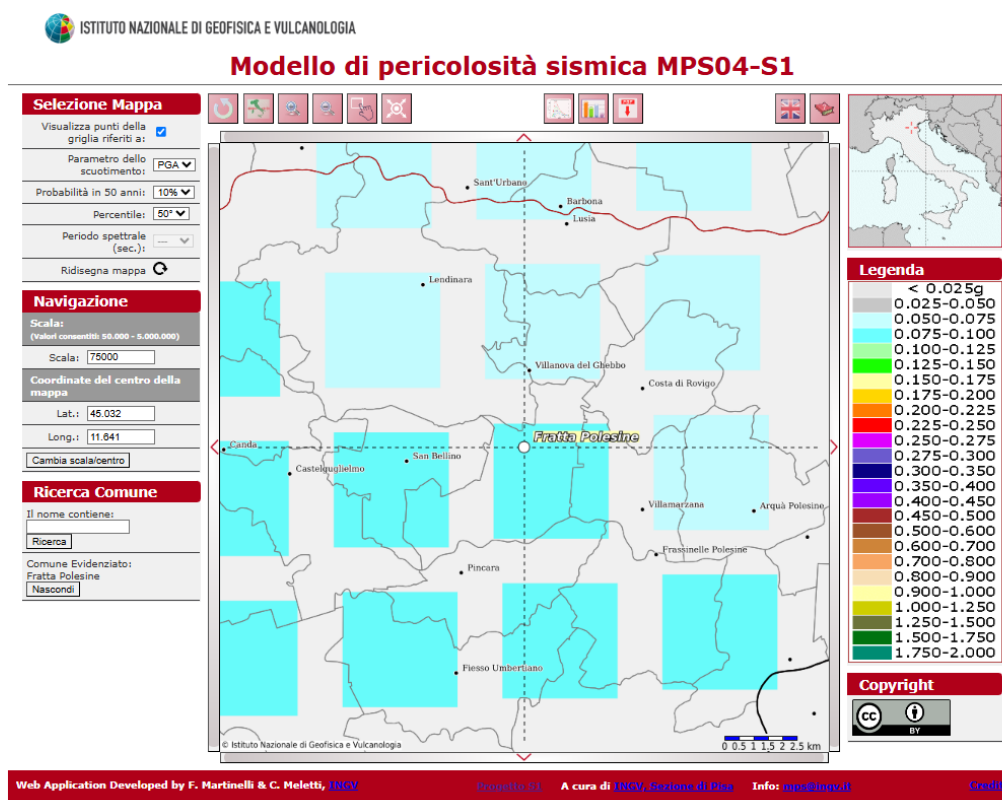 ISTITUTO NAZIONALE DI GEOFISICA E VULCANOLOGIA
Modello di pericolosità sismica MPS04-S1
Selezione Mappa
Visualizza punti della
griglia riferiti a:
Parametro dello
scuotimento: PGA
Probabilità in 50 anni: 10%
Percentile: 50°
Periodo spettrale
(sec.): ---
Ridisegna mappa
Navigazione
Scala:
(Valori consentiti: 50.000 - 5.000.000)
Scala: 75000
Coordinate del centro della
mappa
Lat.: 45.032
Long.: 11.641
Cambia scala/centro
Ricerca Comune
Il nome contiene:
Ricerca
Comune Evidenziato:
Fratta Polesine
Nascondi
Sant'Urbano
Barbona
Lusia
Lendinara
Villanova del Ghebbo
Costa di Rovigo
Fratta Polesine
Canda
San Bellino
Castelguglielmo
Villamarzana
Arquà Polesine
Frassinelle Polesine
Pincara
Fiesso Umbertiano
© Istituto Nazionale di Geofisica e Vulcanologia
0 0.5 1 1.5 2 2.5 km
Legenda
< 0.025g
0.025-0.050
0.050-0.075
0.075-0.100
0.100-0.125
0.125-0.150
0.150-0.175
0.175-0.200
0.200-0.225
0.225-0.250
0.250-0.275
0.275-0.300
0.300-0.350
0.350-0.400
0.400-0.450
0.450-0.500
0.500-0.600
0.600-0.700
0.700-0.800
0.800-0.900
0.900-1.000
1.000-1.250
1.250-1.500
1.500-1.750
1.750-2.000
Copyright
cc BY
Web Application Developed by F. Martinelli & C. Meletti, INGV Progetto S1 A cura di INGV, Sezione di Pisa Info: mps@ingv.it